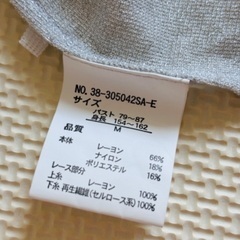 NO.38-305042SA-E
サイズ
バスト 79~87
身長 154~162
M
品質
本体 レーヨン 66%
ナイロン 18%
ポリエステル 16%
レース部分
上糸 レーヨン 100%
下糸 再生繊維(セルロース系)100%